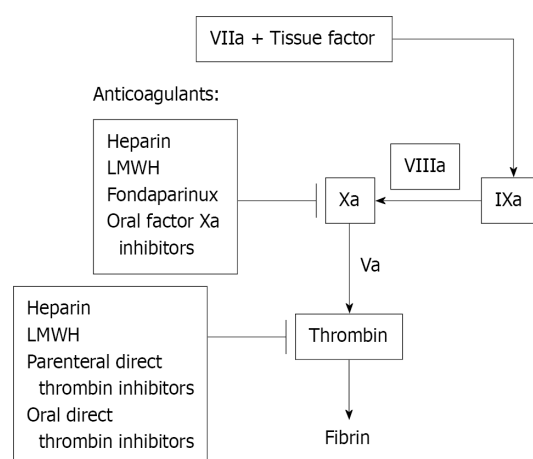 VIIa + Tissue factor
Anticoagulants:
Heparin
LMWH
Fondaparinux
Oral factor Xa
inhibitors
VIIIa
Xa
IXa
Va
Heparin
LMWH
Parenteral direct
thrombin inhibitors
Oral direct
thrombin inhibitors
Thrombin
Fibrin